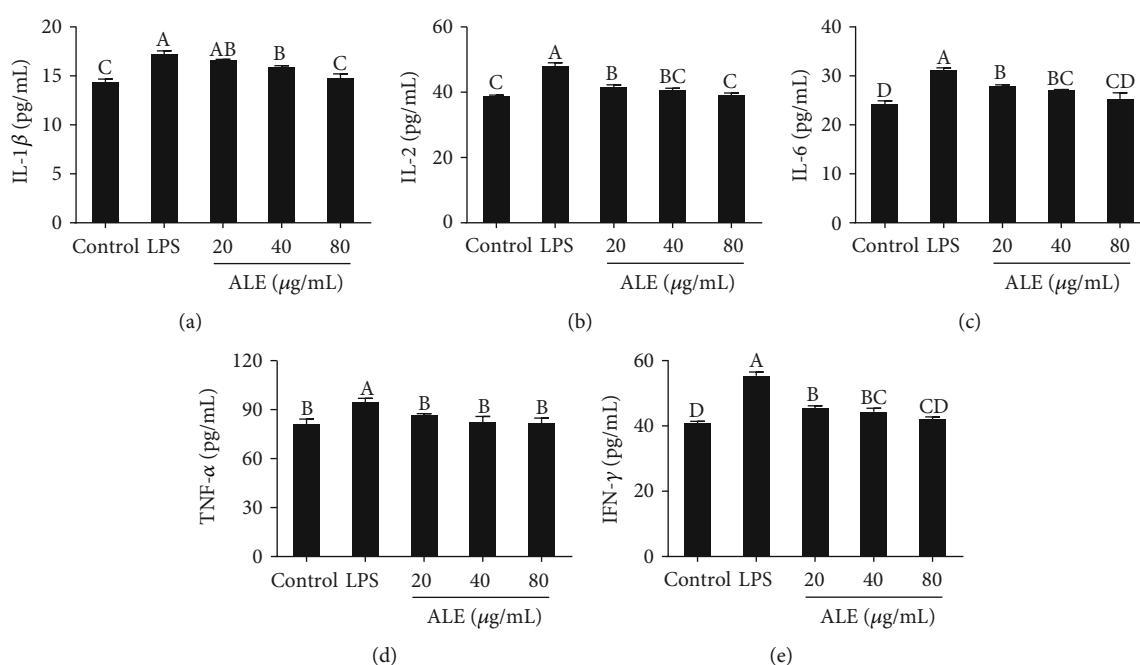 20
15
10
5
0
IL-1β (pg/mL)
C
A
AB
B
C
Control LPS 20 40 80
ALE (μg/mL)
(a)
60
40
20
0
IL-2 (pg/mL)
C
A
B
BC
C
Control LPS 20 40 80
ALE (μg/mL)
(b)
40
30
20
10
0
IL-6 (pg/mL)
D
A
B
BC
CD
Control LPS 20 40 80
ALE (μg/mL)
(c)
120
90
60
30
0
TNF-α (pg/mL)
B
A
B
B
B
Control LPS 20 40 80
ALE (μg/mL)
(d)
60
40
20
0
IFN-γ (pg/mL)
D
A
B
BC
CD
Control LPS 20 40 80
ALE (μg/mL)
(e)